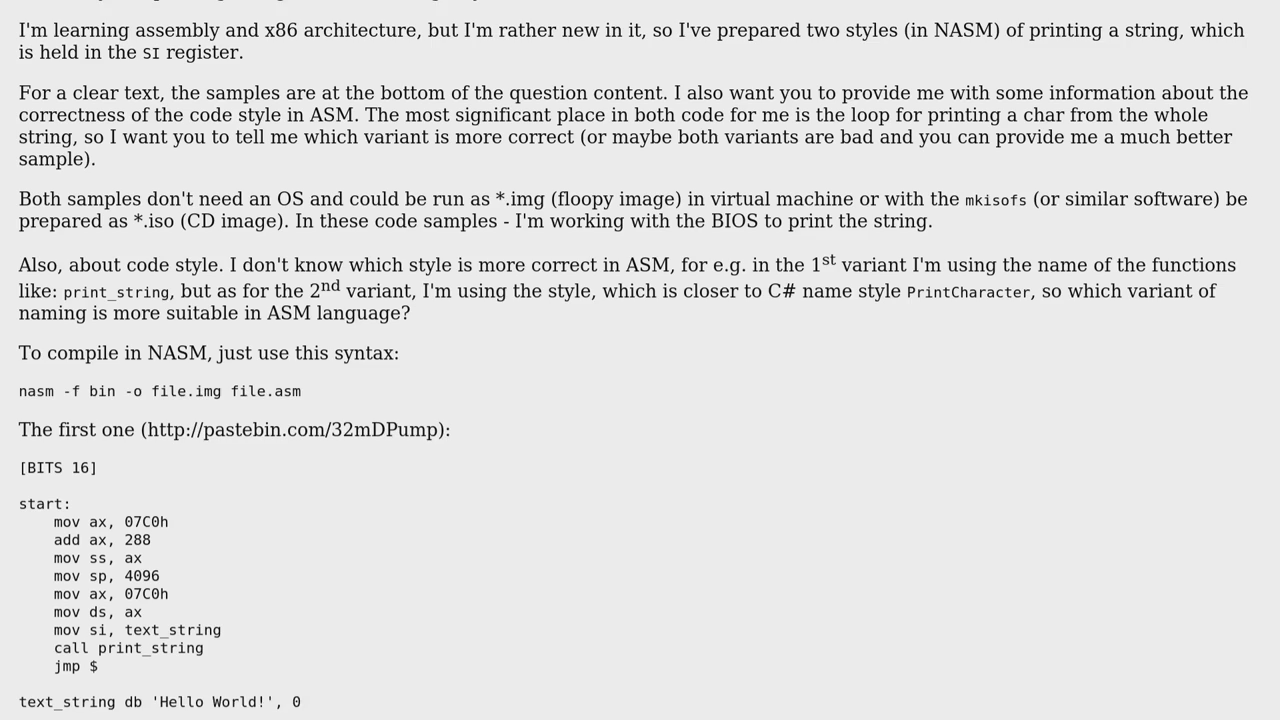 I'm learning assembly and x86 architecture, but I'm rather new in it, so I've prepared two styles (in NASM) of printing a string, which
is held in the SI register.
For a clear text, the samples are at the bottom of the question content. I also want you to provide me with some information about the
correctness of the code style in ASM. The most significant place in both code for me is the loop for printing a char from the whole
string, so I want you to tell me which variant is more correct (or maybe both variants are bad and you can provide me a much better
sample).
Both samples don't need an OS and could be run as *.img (floopy image) in virtual machine or with the mkisofs (or similar software) be
prepared as *.iso (CD image). In these code samples - I'm working with the BIOS to print the string.
Also, about code style. I don't know which style is more correct in ASM, for e.g. in the 1st variant I'm using the name of the functions
like: print_string, but as for the 2nd variant, I'm using the style, which is closer to C# name style PrintCharacter, so which variant of
naming is more suitable in ASM language?
To compile in NASM, just use this syntax:
nasm -f bin -o file.img file.asm
The first one (http://pastebin.com/32mDPump):
[BITS 16]
start:
    mov ax, 07C0h
    add ax, 288
    mov ss, ax
    mov sp, 4096
    mov ax, 07C0h
    mov ds, ax
    mov si, text_string
    call print_string
    jmp $
text_string db 'Hello World!', 0